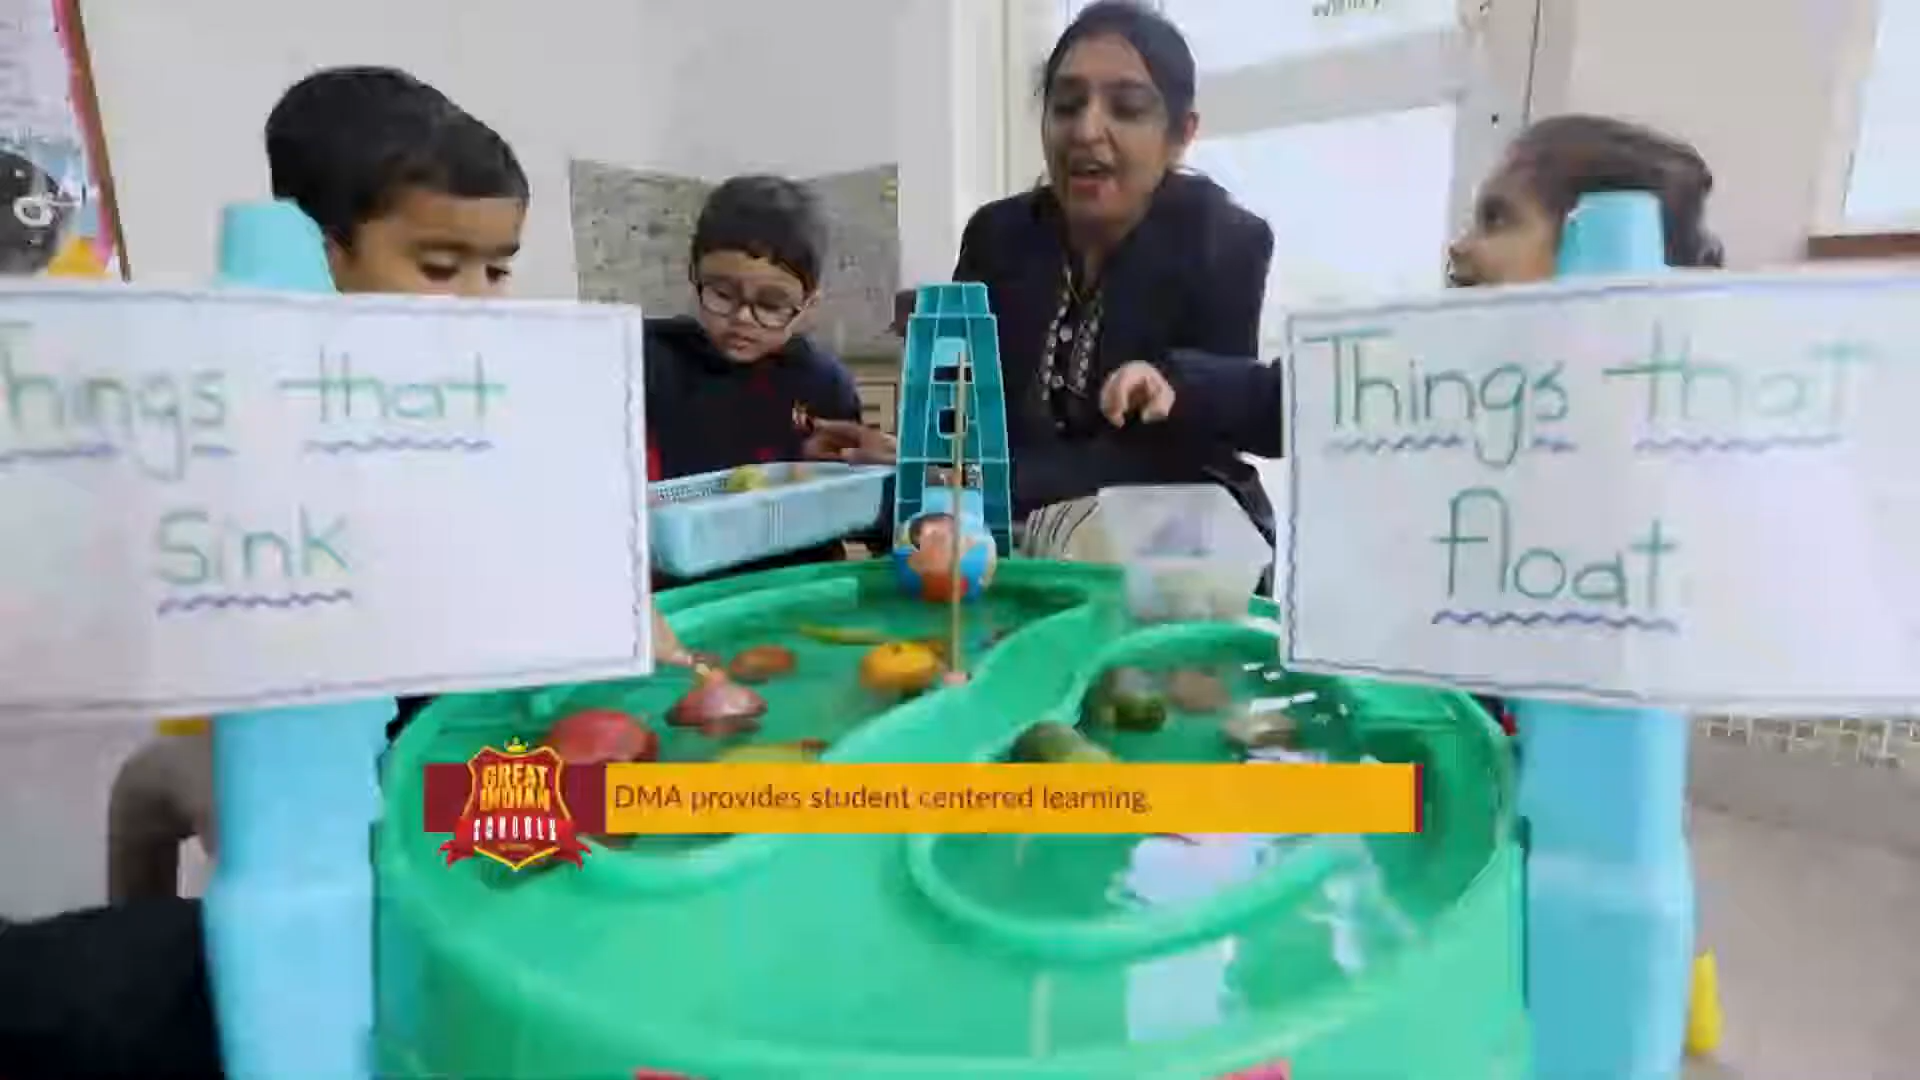 Things that
Sink
Things that
float
GREAT
INDIAN
SCHOOLS
DMA provides student centered learning.